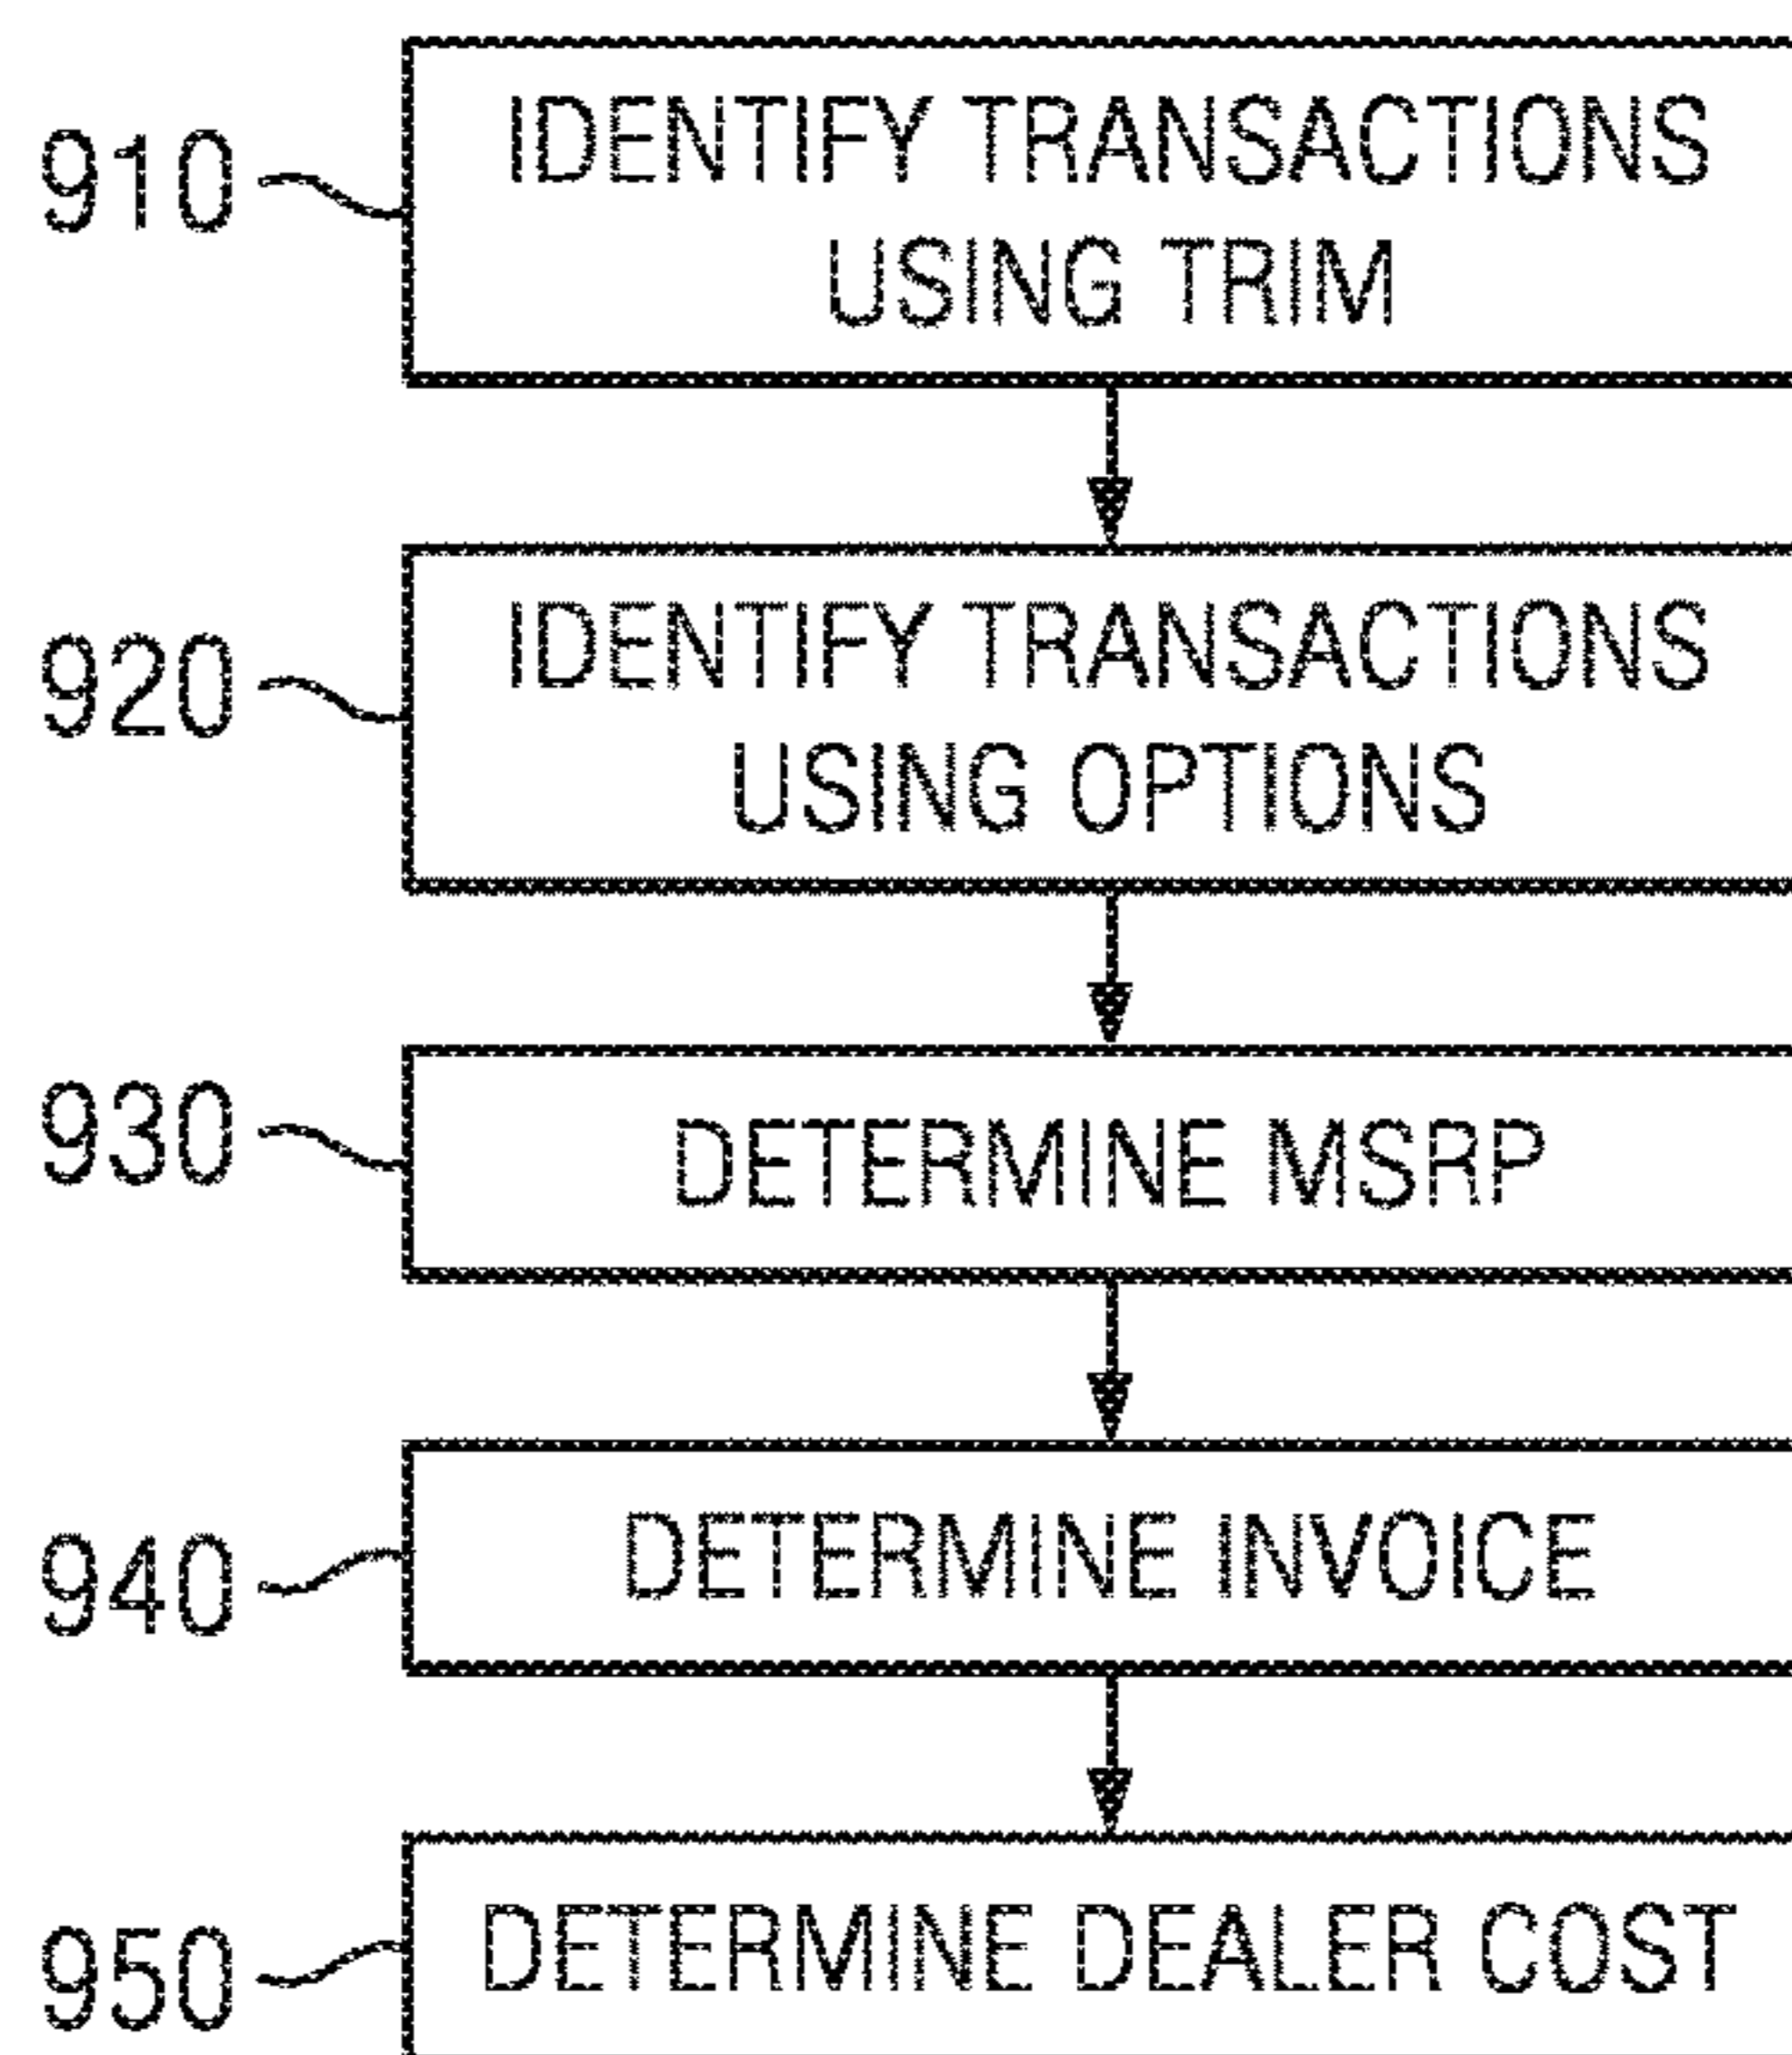 910
IDENTIFY TRANSACTIONS
USING TRIM
920
IDENTIFY TRANSACTIONS
USING OPTIONS
930
DETERMINE MSRP
940
DETERMINE INVOICE
950
DETERMINE DEALER COST